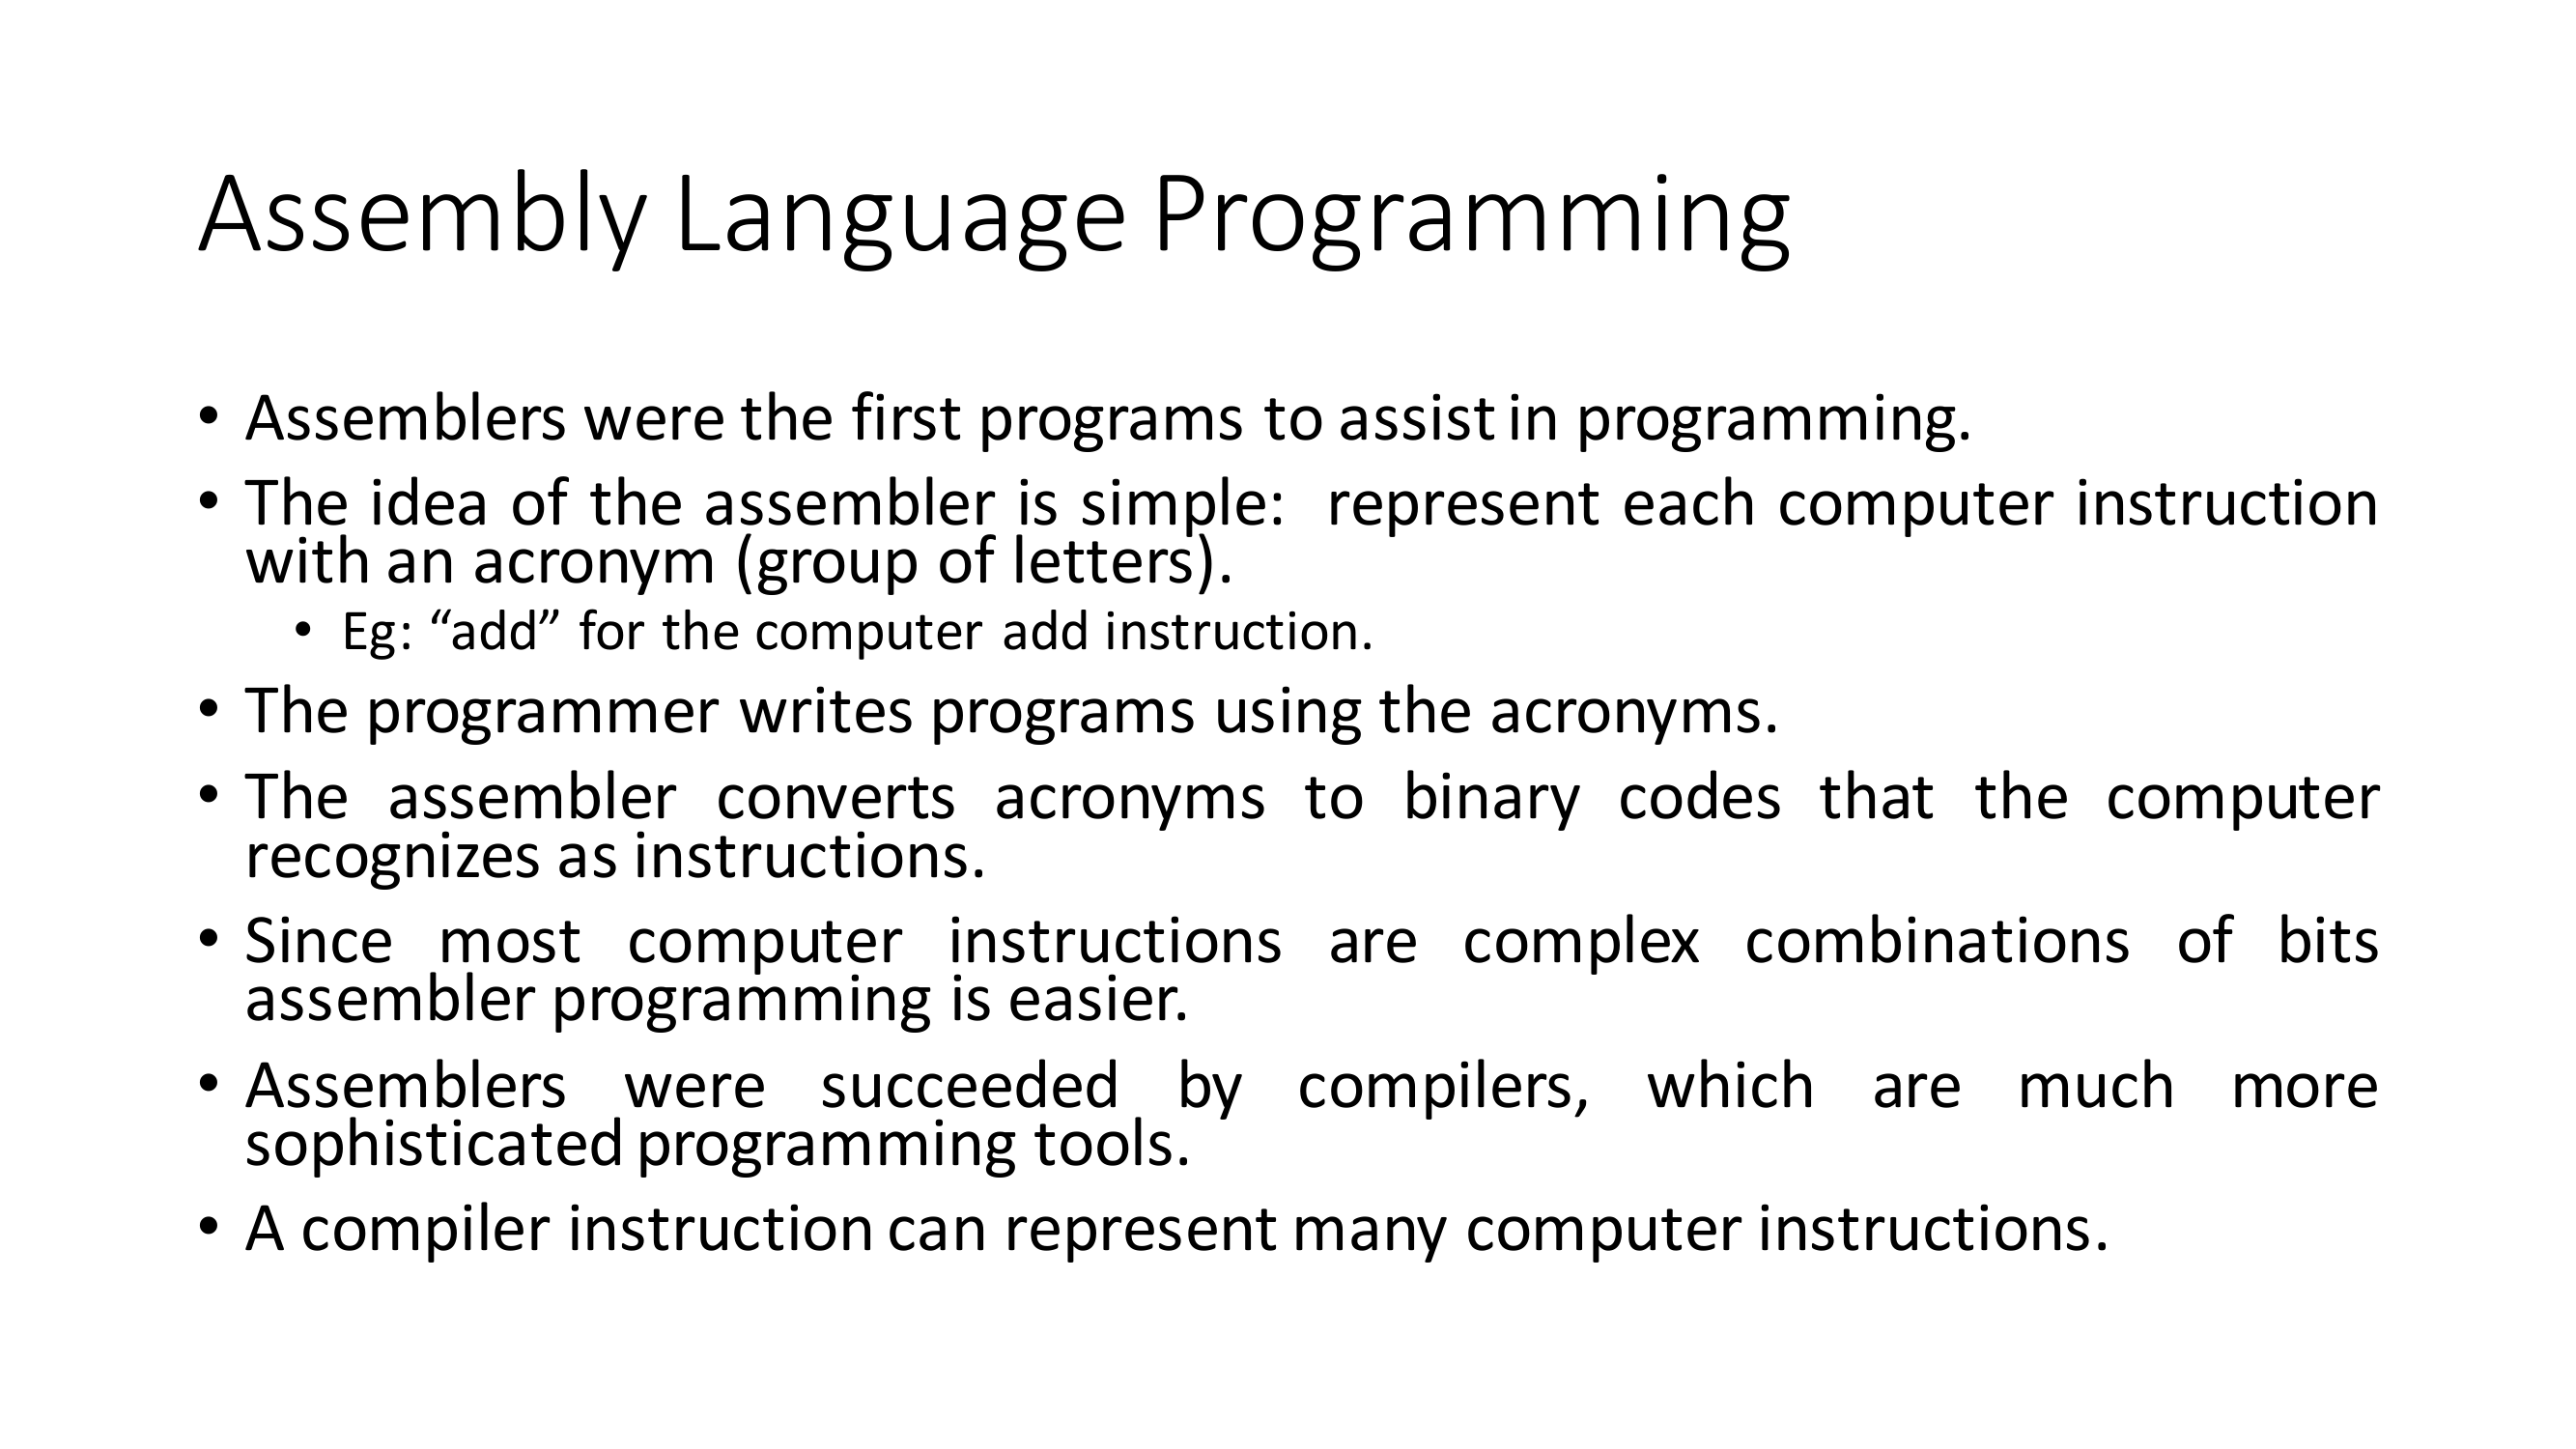 Assembly Language Programming
• Assemblers were the first programs to assist in programming.
• The idea of the assembler is simple:  represent each computer instruction
with an acronym (group of letters).
• Eg: “add” for the computer add instruction.
• The programmer writes programs using the acronyms.
• The assembler converts acronyms to binary codes that the computer
recognizes as instructions.
• Since most computer instructions are complex combinations of bits
assembler programming is easier.
• Assemblers were succeeded by compilers, which are much more
sophisticated programming tools.
• A compiler instruction can represent many computer instructions.